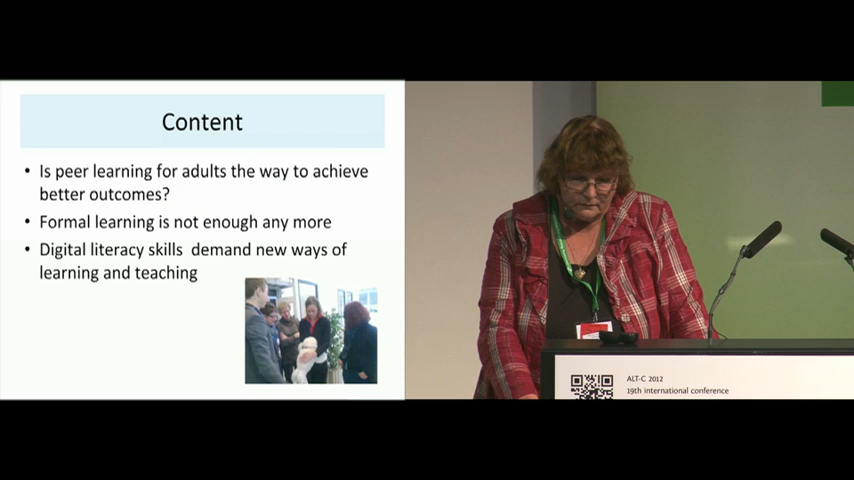 Content
• Is peer learning for adults the way to achieve
better outcomes?
• Formal learning is not enough any more
• Digital literacy skills demand new ways of
learning and teaching
ALT-C 2012
19th international conference